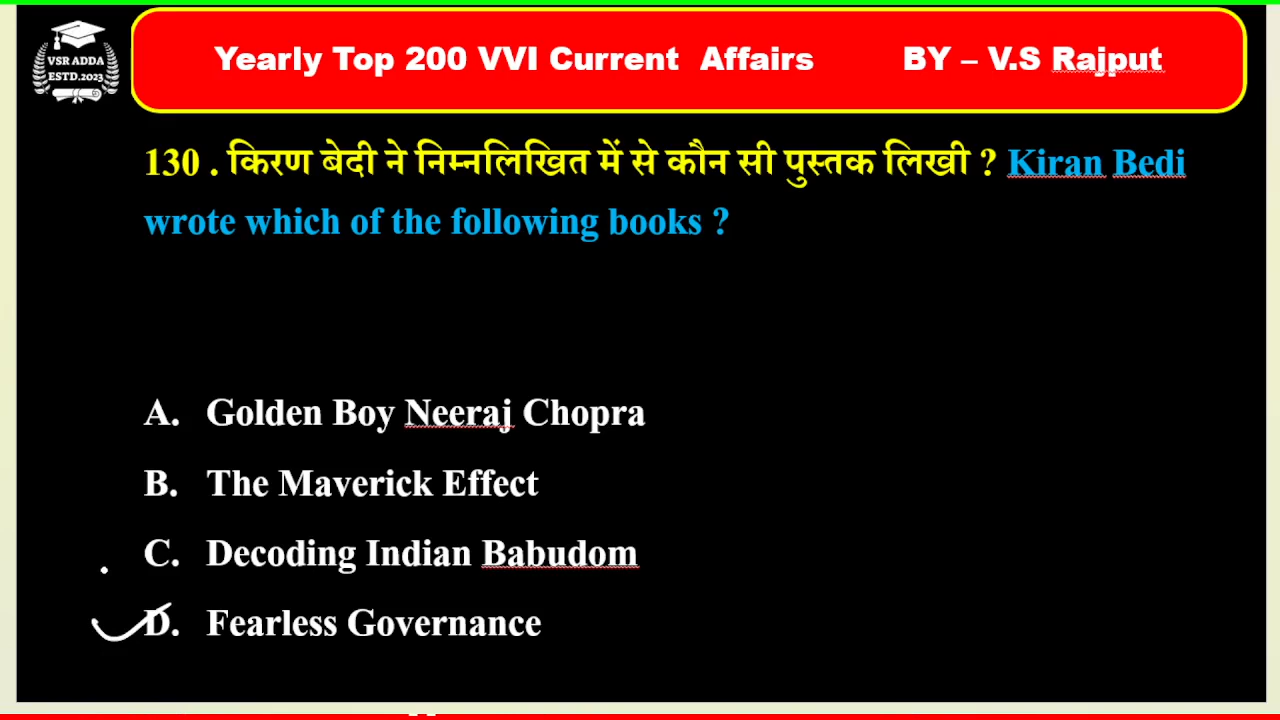 VSR ADDA
ESTD.2023
Yearly Top 200 VVI Current Affairs BY – V.S Rajput
130 . किरण बेदी ने निम्नलिखित में से कौन सी पुस्तक लिखी ? Kiran Bedi
wrote which of the following books ?
A. Golden Boy Neeraj Chopra
B. The Maverick Effect
C. Decoding Indian Babudom
D. Fearless Governance